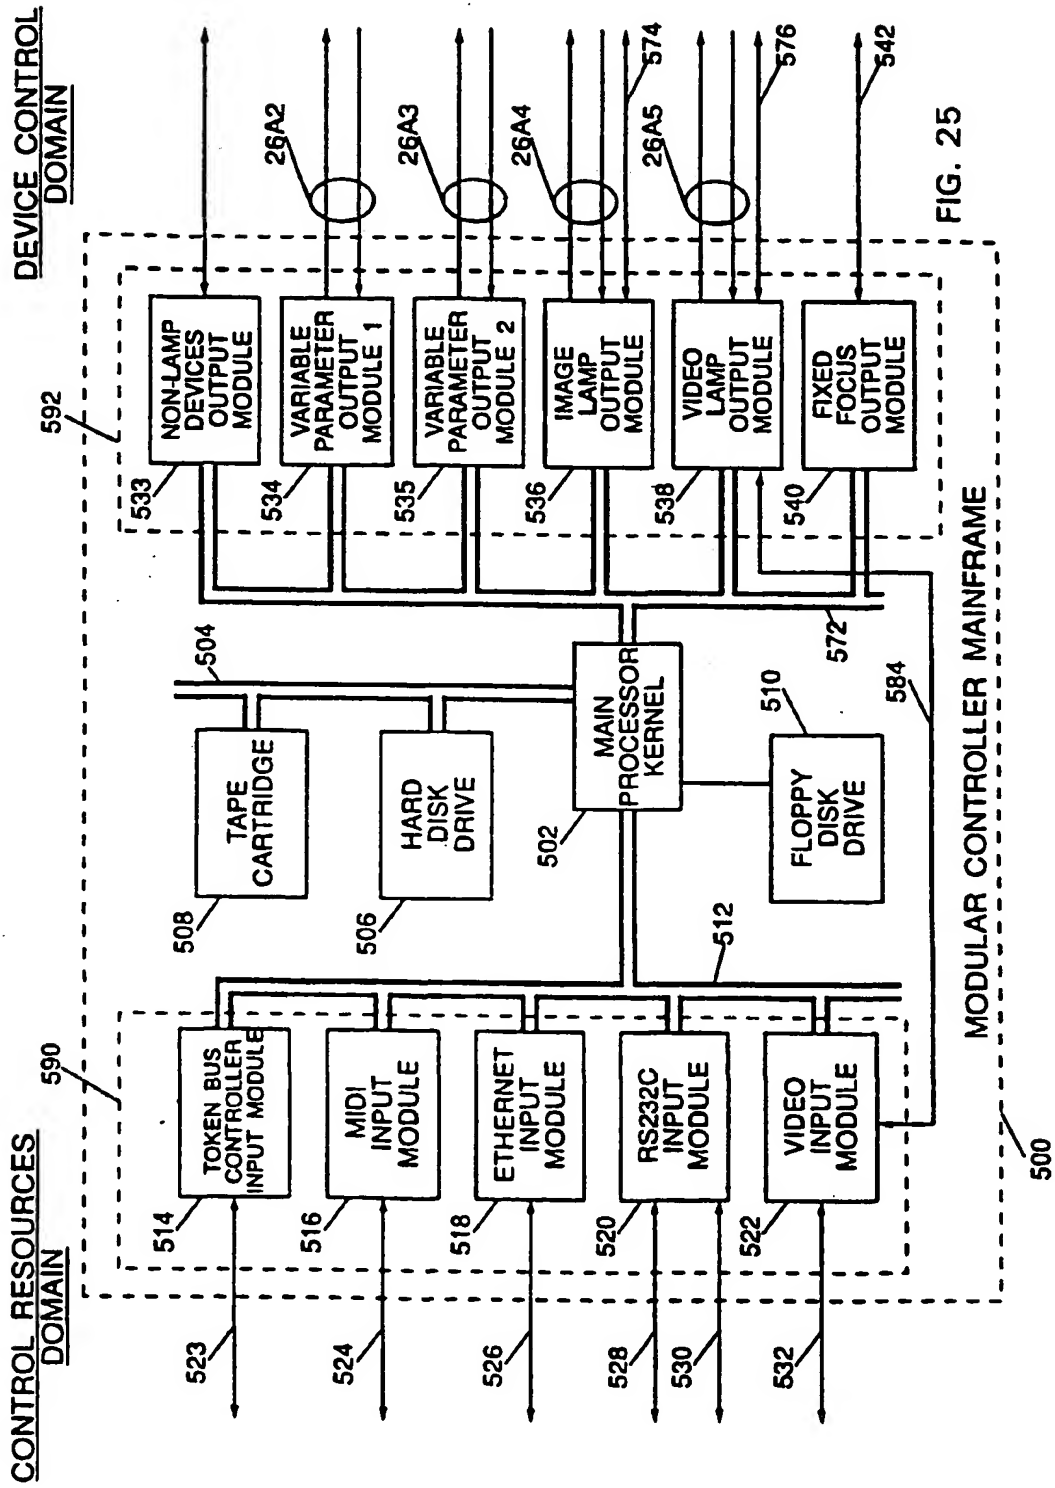 CONTROL RESOURCES
DOMAIN
DEVICE CONTROL
DOMAIN
590
592
514
TOKEN BUS
CONTROLLER
INPUT MODULE
523
516
MIDI
INPUT
MODULE
524
518
ETHERNET
INPUT
MODULE
526
520
RS232C
INPUT
MODULE
528
530
522
VIDEO
INPUT
MODULE
532
512
508
TAPE
CARTRIDGE
504
506
HARD
DISK
DRIVE
502
MAIN
PROCESSOR
KERNEL
510
FLOPPY
DISK
DRIVE
572
584
533
NON-LAMP
DEVICES
OUTPUT
MODULE
534
VARIABLE
PARAMETER
OUTPUT
MODULE 1
26A2
535
VARIABLE
PARAMETER
OUTPUT
MODULE 2
26A3
536
IMAGE
LAMP
OUTPUT
MODULE
26A4
574
538
VIDEO
LAMP
OUTPUT
MODULE
26A5
576
540
FIXED
FOCUS
OUTPUT
MODULE
542
MODULAR CONTROLLER MAINFRAME
500
FIG. 25